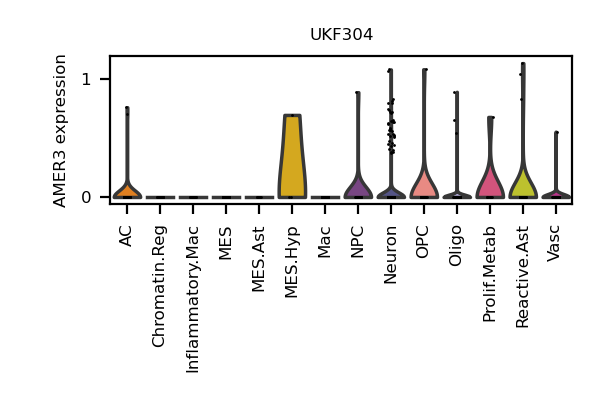 UKF304
AMER3 expression
1
0
AC
Chromatin.Reg
Inflammatory.Mac
MES
MES.Ast
MES.Hyp
Mac
NPC
Neuron
OPC
Oligo
Prolif.Metab
Reactive.Ast
Vasc